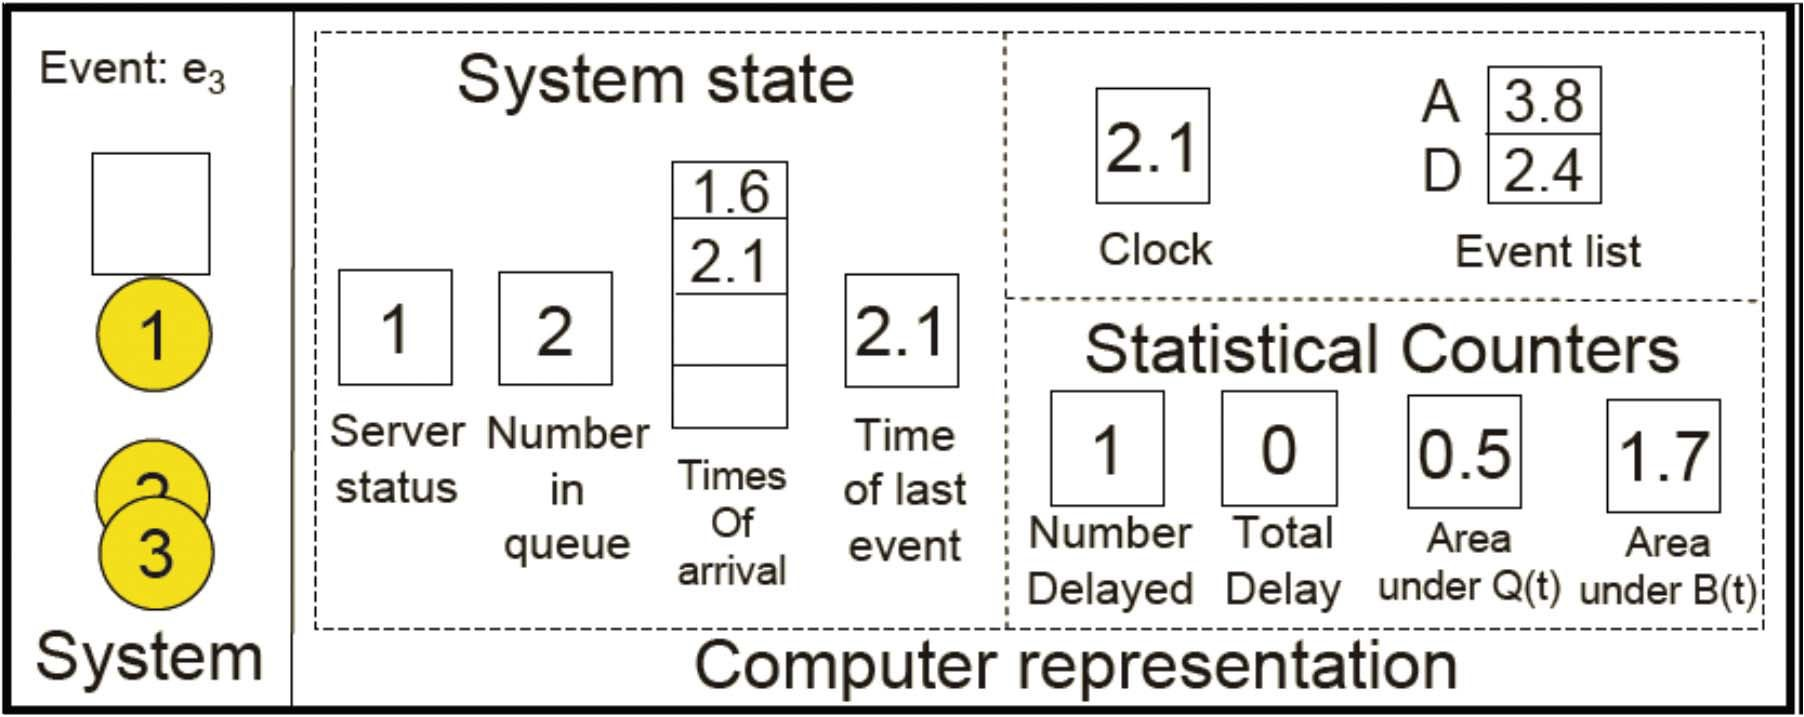 Event: e₃
1
2
3
System
System state
1
Server
status
2
Number
in
queue
1.6
2.1
Times
Of
arrival
2.1
Time
of last
event
2.1
Clock
A 3.8
D 2.4
Event list
Statistical Counters
1
Number
Delayed
0
Total
Delay
0.5
Area
under Q(t)
1.7
Area
under B(t)
Computer representation